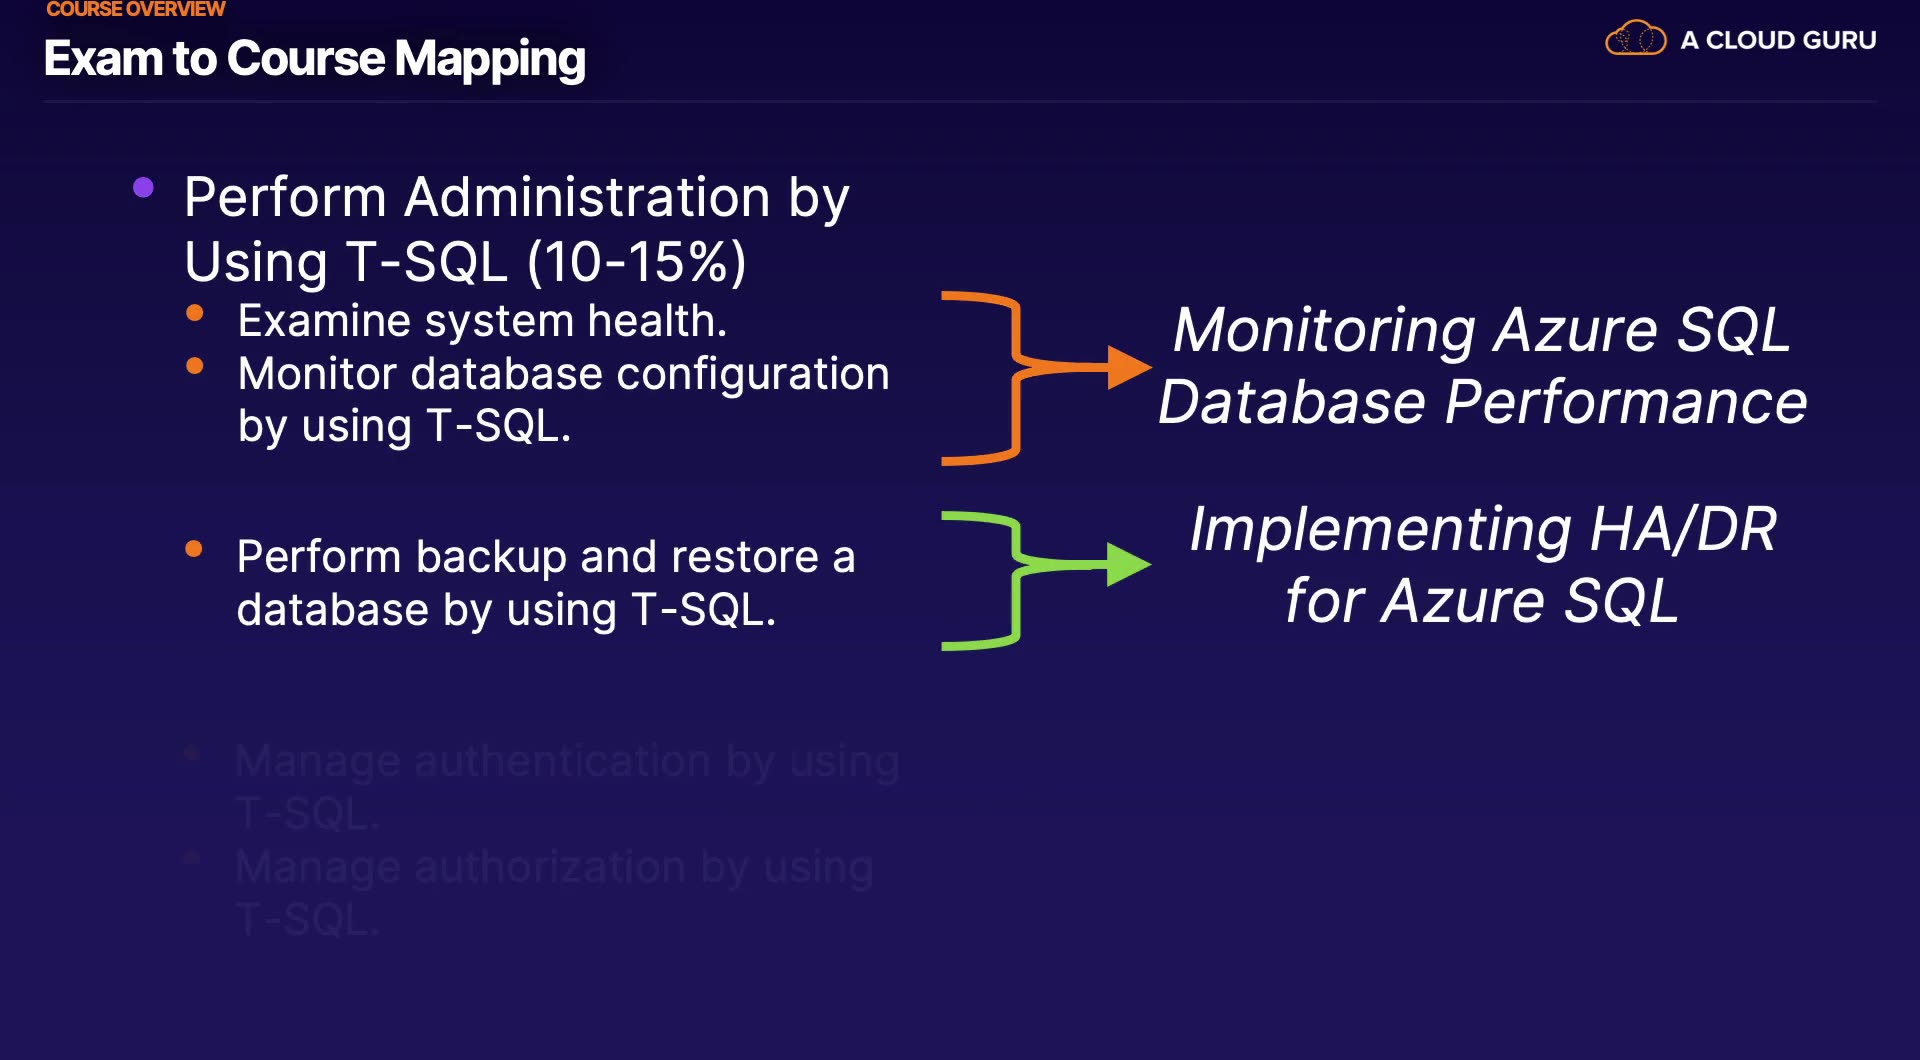 COURSE OVERVIEW
Exam to Course Mapping
A CLOUD GURU
Perform Administration by
Using T-SQL (10-15%)
Examine system health.
Monitor database configuration
by using T-SQL.
Monitoring Azure SQL
Database Performance
Perform backup and restore a
database by using T-SQL.
Implementing HA/DR
for Azure SQL
Manage authentication by using
T-SQL.
Manage authorization by using
T-SQL.